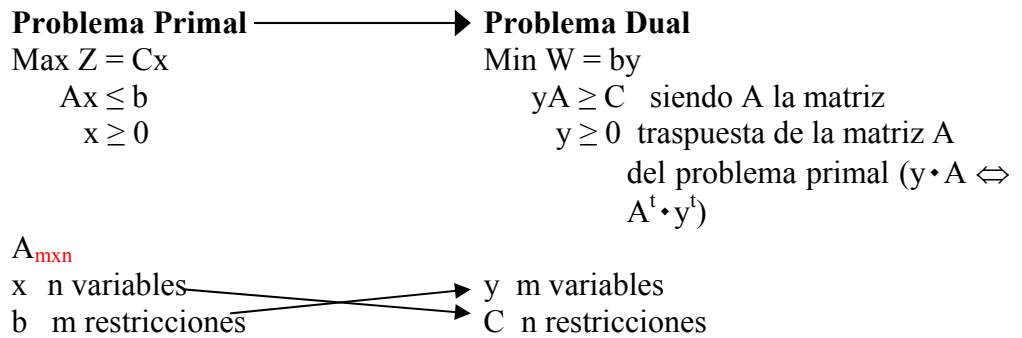 Problema Primal Problema Dual
Max Z = Cx Min W = by
Ax ≤ b yA ≥ C siendo A la matriz
x ≥ 0 y ≥ 0 traspuesta de la matriz A
del problema primal (y · A ⇔
Aᵗ · yᵗ)
Amxn
x n variables y m variables
b m restricciones C n restricciones